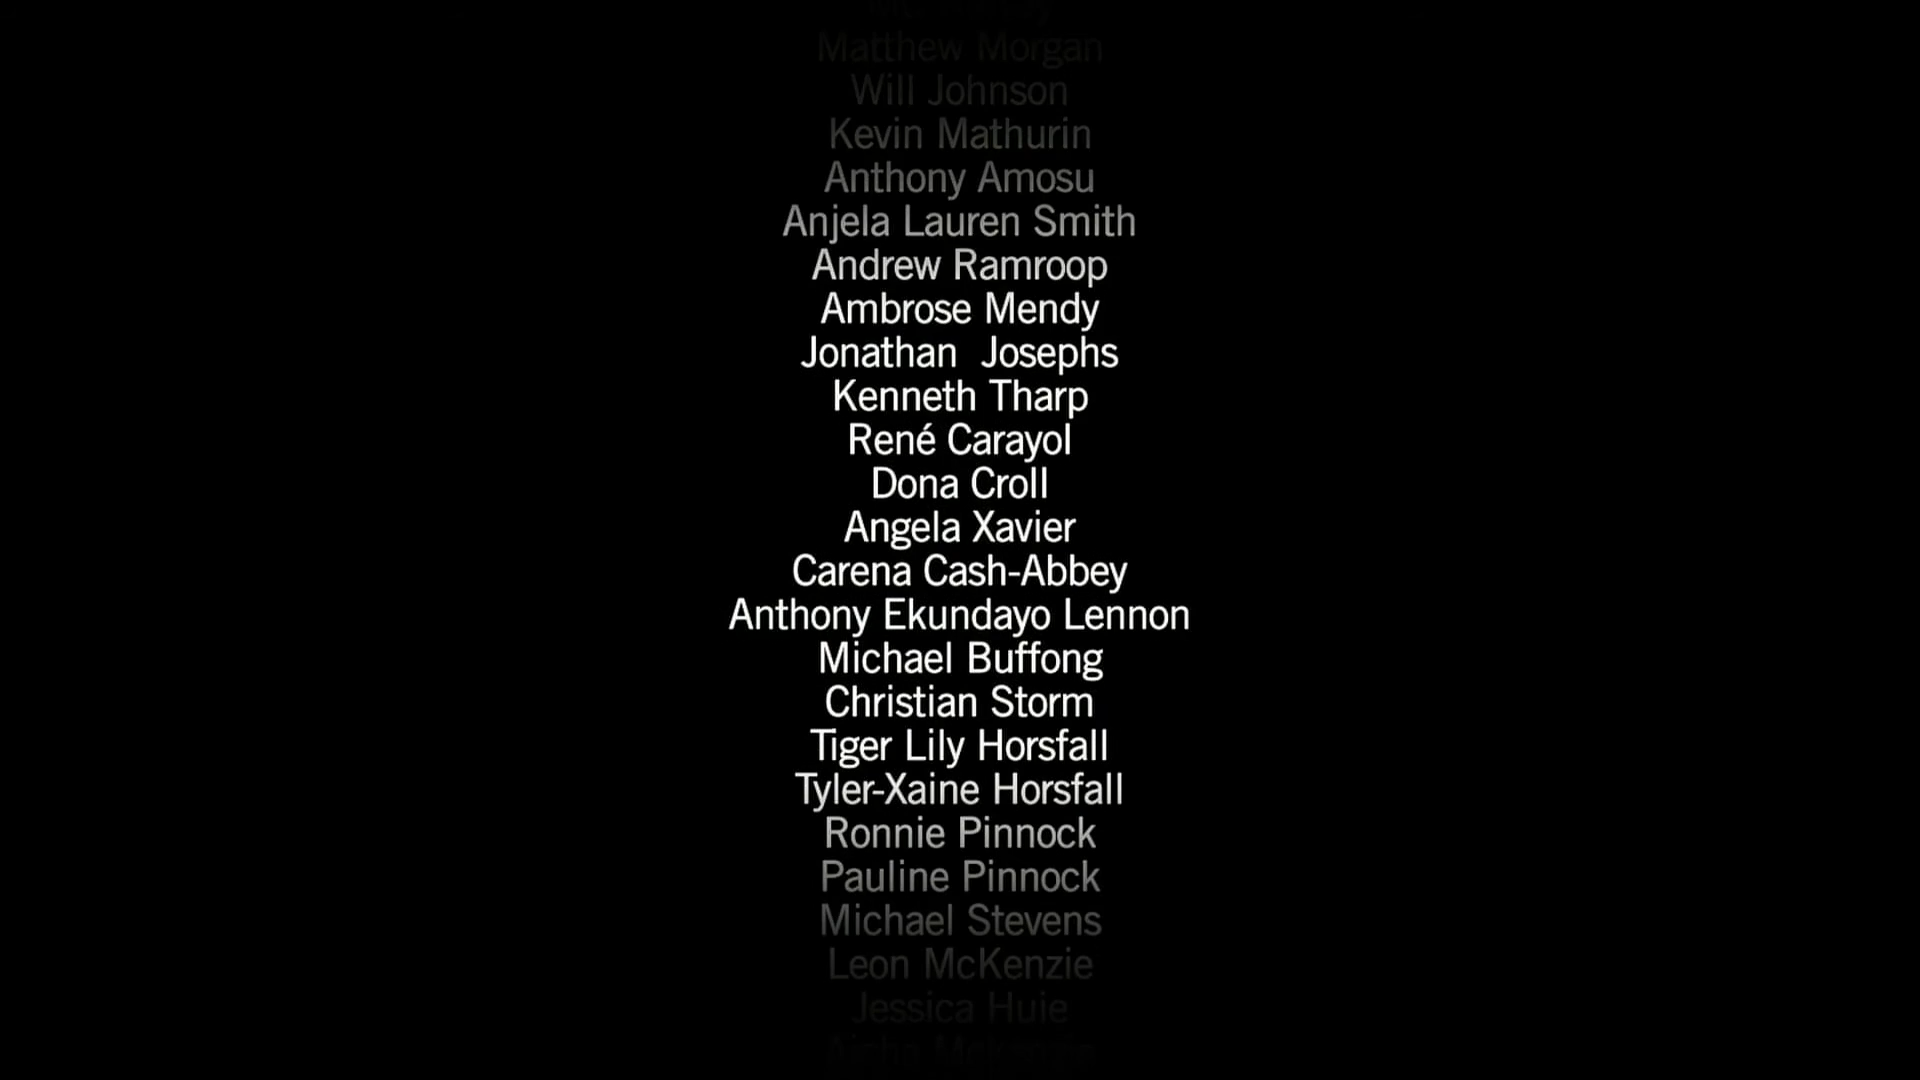 Matthew Morgan
Will Johnson
Kevin Mathurin
Anthony Amosu
Anjela Lauren Smith
Andrew Ramroop
Ambrose Mendy
Jonathan  Josephs
Kenneth Tharp
René Carayol
Dona Croll
Angela Xavier
Carena Cash-Abbey
Anthony Ekundayo Lennon
Michael Buffong
Christian Storm
Tiger Lily Horsfall
Tyler-Xaine Horsfall
Ronnie Pinnock
Pauline Pinnock
Michael Stevens
Leon McKenzie
Jessica Huie